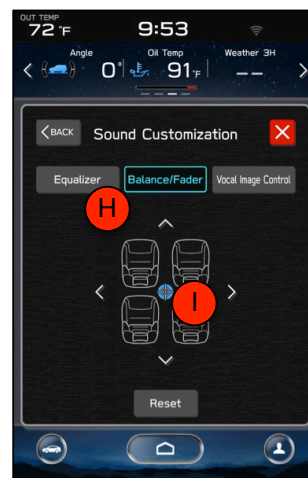 OUT TEMP
72 °F 9:53
Angle Oil Temp Weather 3H
0° 91°F --
BACK Sound Customization X
Equalizer Balance/Fader Vocal Image Control
H
I
Reset